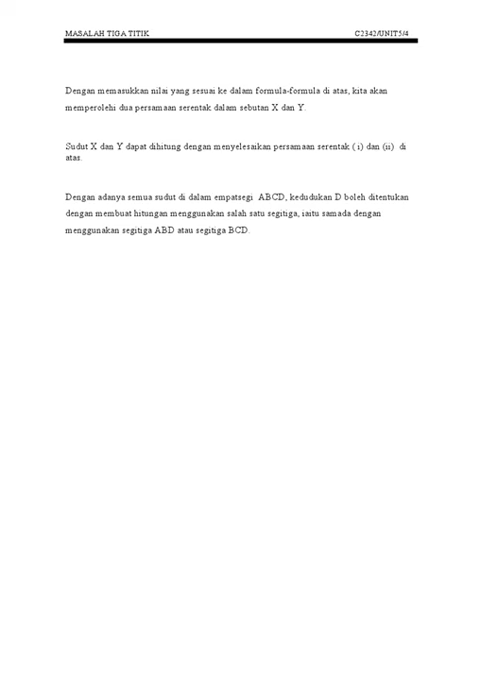 MASALAH TIGA TITIK C2342/UNIT5/4
Dengan memasukkan nilai yang sesuai ke dalam formula-formula di atas, kita akan
memperolehi dua persamaan serentak dalam sebutan X dan Y.
Sudut X dan Y dapat dihitung dengan menyelesaikan persamaan serentak ( i) dan (ii) di
atas.
Dengan adanya semua sudut di dalam empatsegi ABCD, kedudukan D boleh ditentukan
dengan membuat hitungan menggunakan salah satu segitiga, iaitu samada dengan
menggunakan segitiga ABD atau segitiga BCD.